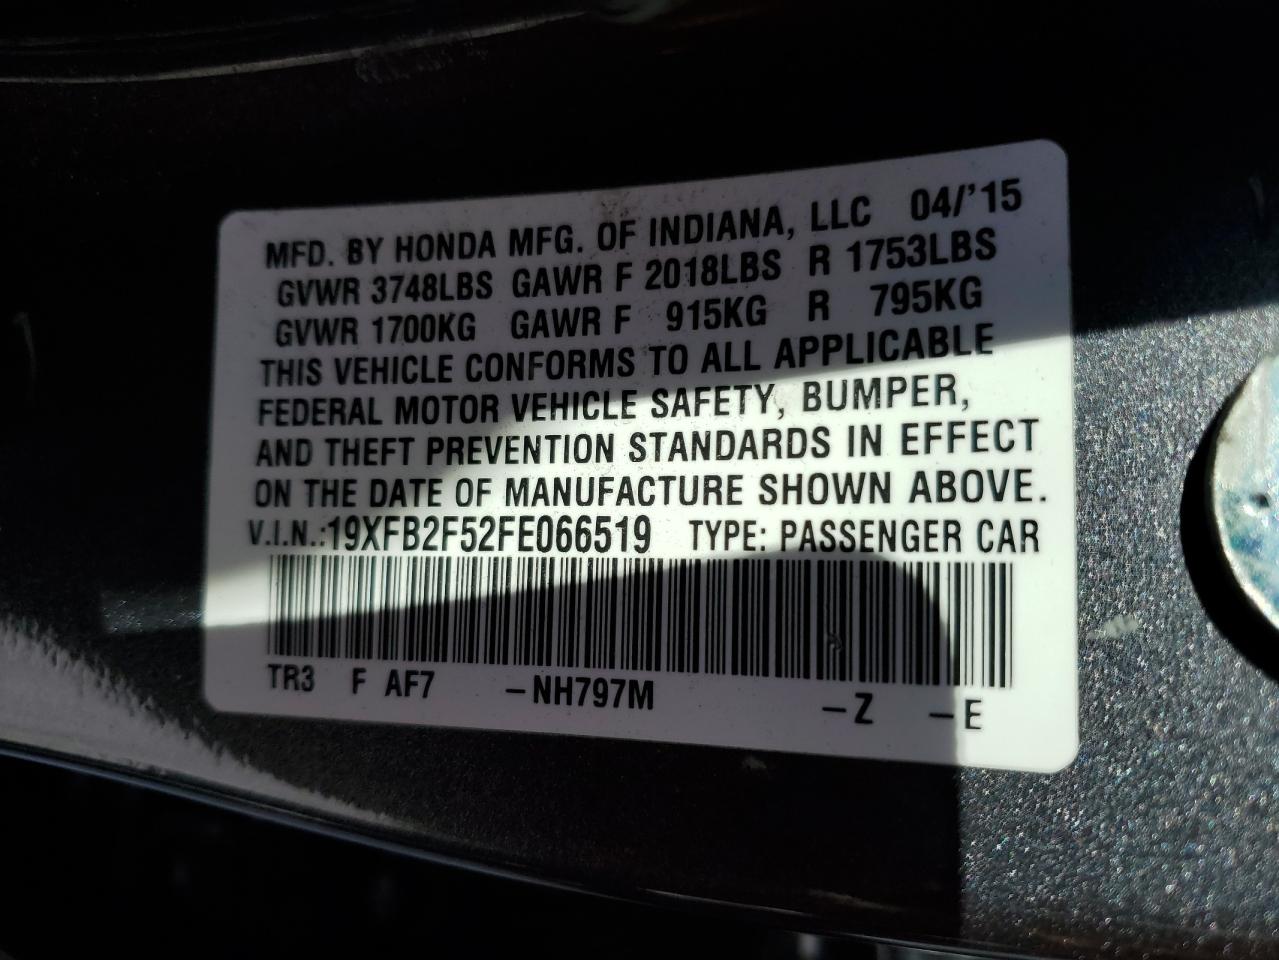 MFD. BY HONDA MFG. OF INDIANA, LLC 04/'15
GVWR 3748LBS GAWR F 2018LBS R 1753LBS
GVWR 1700KG GAWR F 915KG R 795KG
THIS VEHICLE CONFORMS TO ALL APPLICABLE
FEDERAL MOTOR VEHICLE SAFETY, BUMPER,
AND THEFT PREVENTION STANDARDS IN EFFECT
ON THE DATE OF MANUFACTURE SHOWN ABOVE.
V.I.N.:19XFB2F52FE066519 TYPE: PASSENGER CAR
TR3 F AF7 –NH797M –Z –E